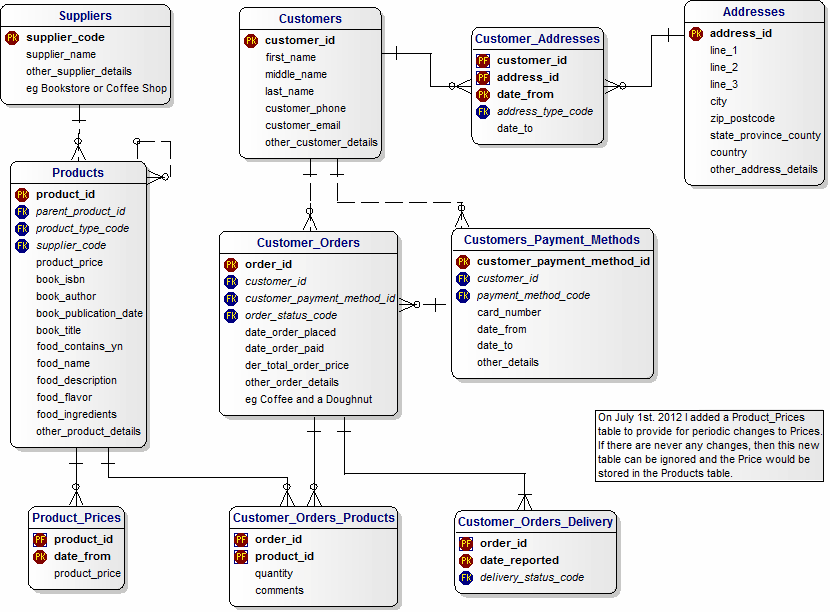 Suppliers
PK supplier_code
supplier_name
other_supplier_details
eg Bookstore or Coffee Shop
Customers
PK customer_id
first_name
middle_name
last_name
customer_phone
customer_email
other_customer_details
Customer_Addresses
PF customer_id
PF address_id
PK date_from
FK address_type_code
date_to
Addresses
PK address_id
line_1
line_2
line_3
city
zip_postcode
state_province_county
country
other_address_details
Products
PK product_id
FK parent_product_id
FK product_type_code
FK supplier_code
product_price
book_isbn
book_author
book_publication_date
book_title
food_contains_yn
food_name
food_description
food_flavor
food_ingredients
other_product_details
Customer_Orders
PK order_id
FK customer_id
FK customer_payment_method_id
FK order_status_code
date_order_placed
date_order_paid
der_total_order_price
other_order_details
eg Coffee and a Doughnut
Customers_Payment_Methods
PK customer_payment_method_id
FK customer_id
FK payment_method_code
card_number
date_from
date_to
other_details
On July 1st. 2012 I added a Product_Prices
table to provide for periodic changes to Prices.
If there are never any changes, then this new
table can be ignored and the Price would be
stored in the Products table.
Product_Prices
PF product_id
PK date_from
product_price
Customer_Orders_Products
PF order_id
PF product_id
quantity
comments
Customer_Orders_Delivery
PF order_id
PK date_reported
FK delivery_status_code